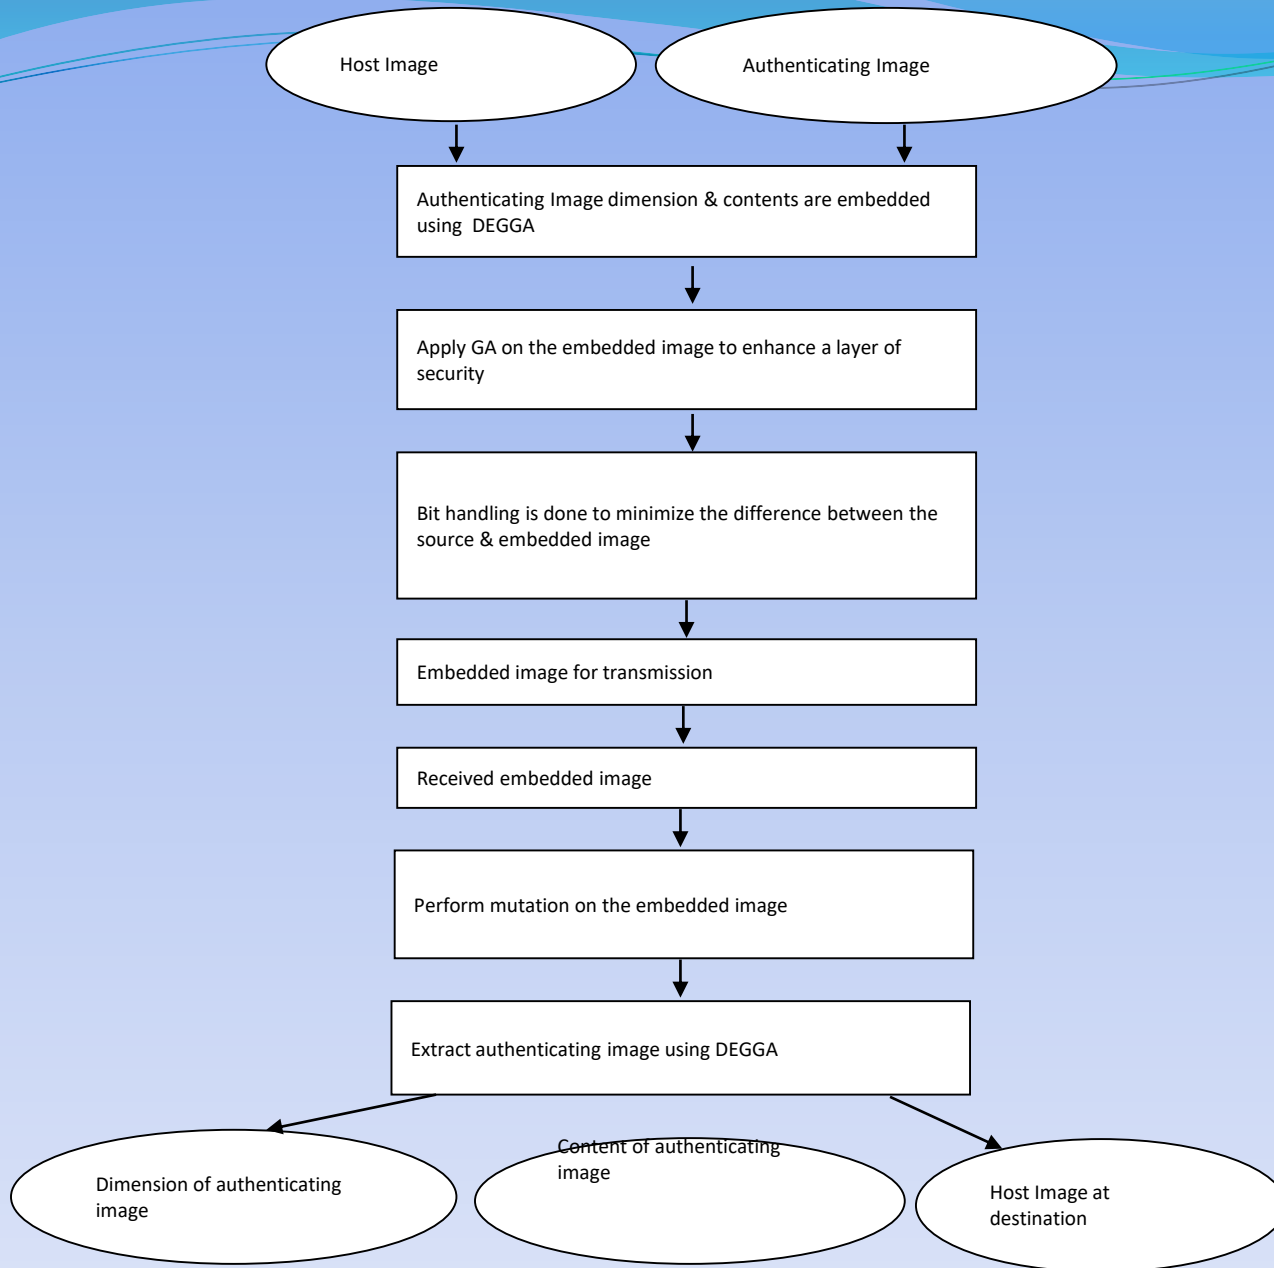 Host Image
Authenticating Image
Authenticating Image dimension & contents are embedded
using  DEGGA
Apply GA on the embedded image to enhance a layer of
security
Bit handling is done to minimize the difference between the
source & embedded image
Embedded image for transmission
Received embedded image
Perform mutation on the embedded image
Extract authenticating image using DEGGA
Dimension of authenticating
image
Content of authenticating
image
Host Image at
destination